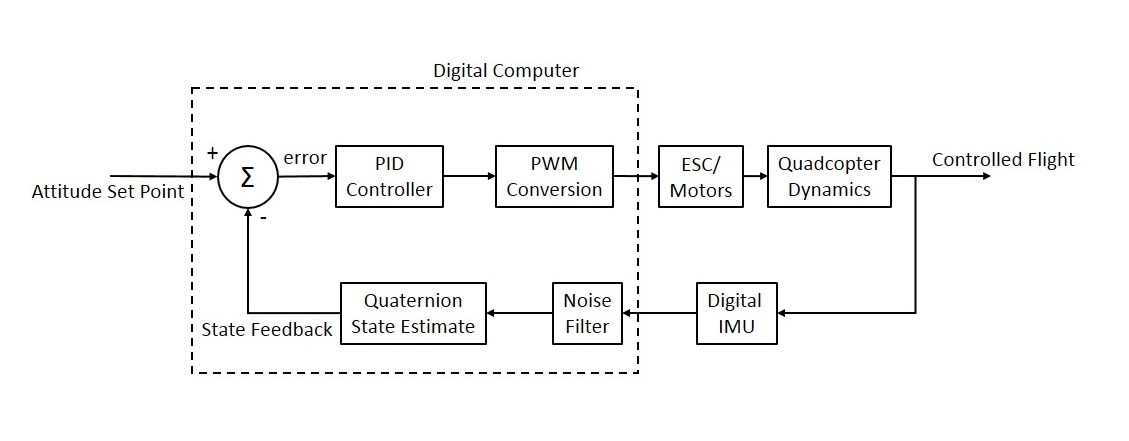 Digital Computer
+
error
PID
Controller
PWM
Conversion
ESC/
Motors
Quadcopter
Dynamics
Controlled Flight
Attitude Set Point
Σ
-
State Feedback
Quaternion
State Estimate
Noise
Filter
Digital
IMU